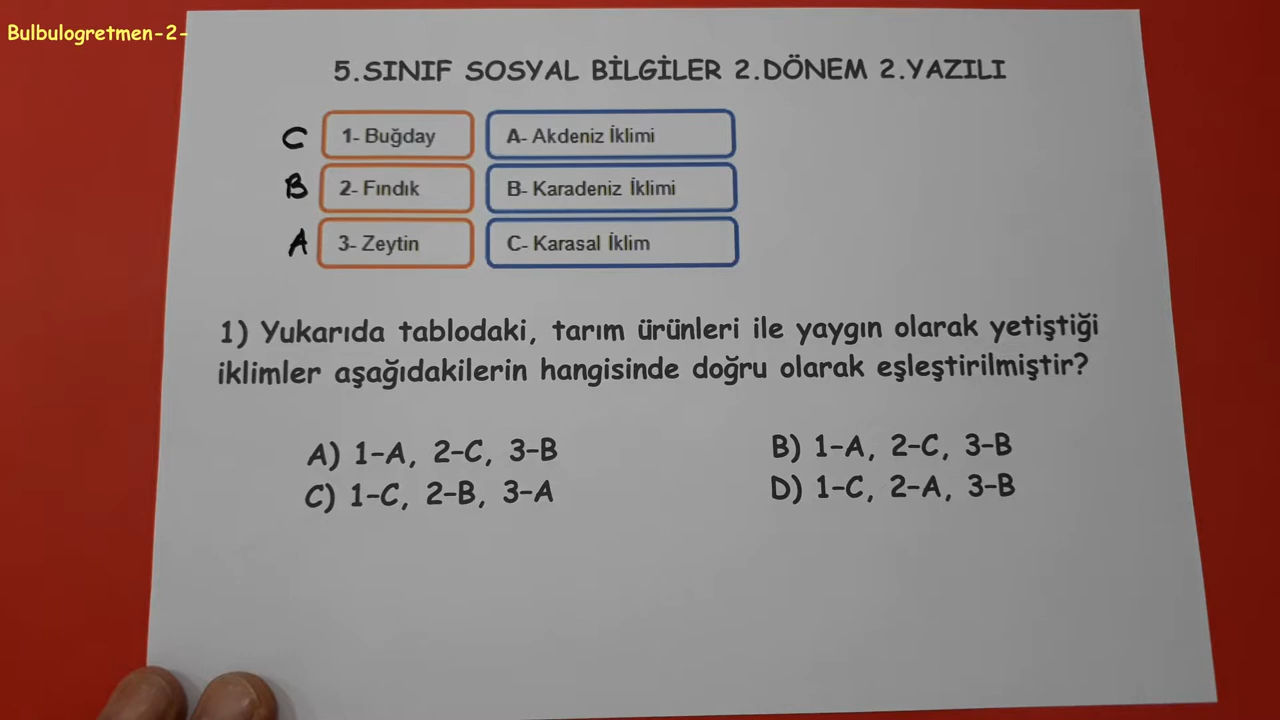 Bulbulogretmen-2-
5.SINIF SOSYAL BİLGİLER 2.DÖNEM 2.YAZILI
C 1- Buğday A- Akdeniz İklimi
B 2- Fındık B- Karadeniz İklimi
A 3- Zeytin C- Karasal İklim
1) Yukarıda tablodaki, tarım ürünleri ile yaygın olarak yetiştiği
iklimler aşağıdakilerin hangisinde doğru olarak eşleştirilmiştir?
A) 1-A, 2-C, 3-B B) 1-A, 2-C, 3-B
C) 1-C, 2-B, 3-A D) 1-C, 2-A, 3-B